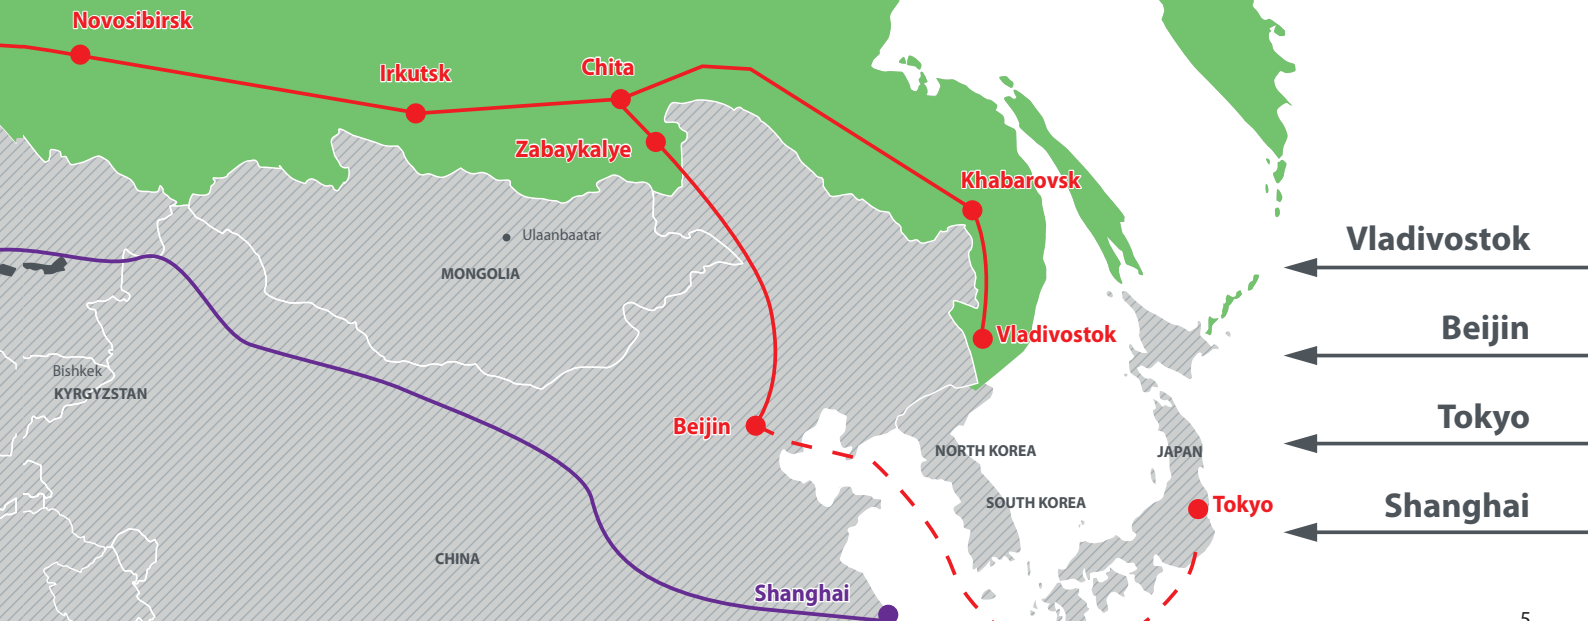 Novosibirsk
Irkutsk
Chita
Zabaykalye
Khabarovsk
Ulaanbaatar
MONGOLIA
Vladivostok
Vladivostok
Beijin
Bishkek
KYRGYZSTAN
Beijin
NORTH KOREA
JAPAN
Tokyo
SOUTH KOREA
Tokyo
Shanghai
CHINA
Shanghai
5